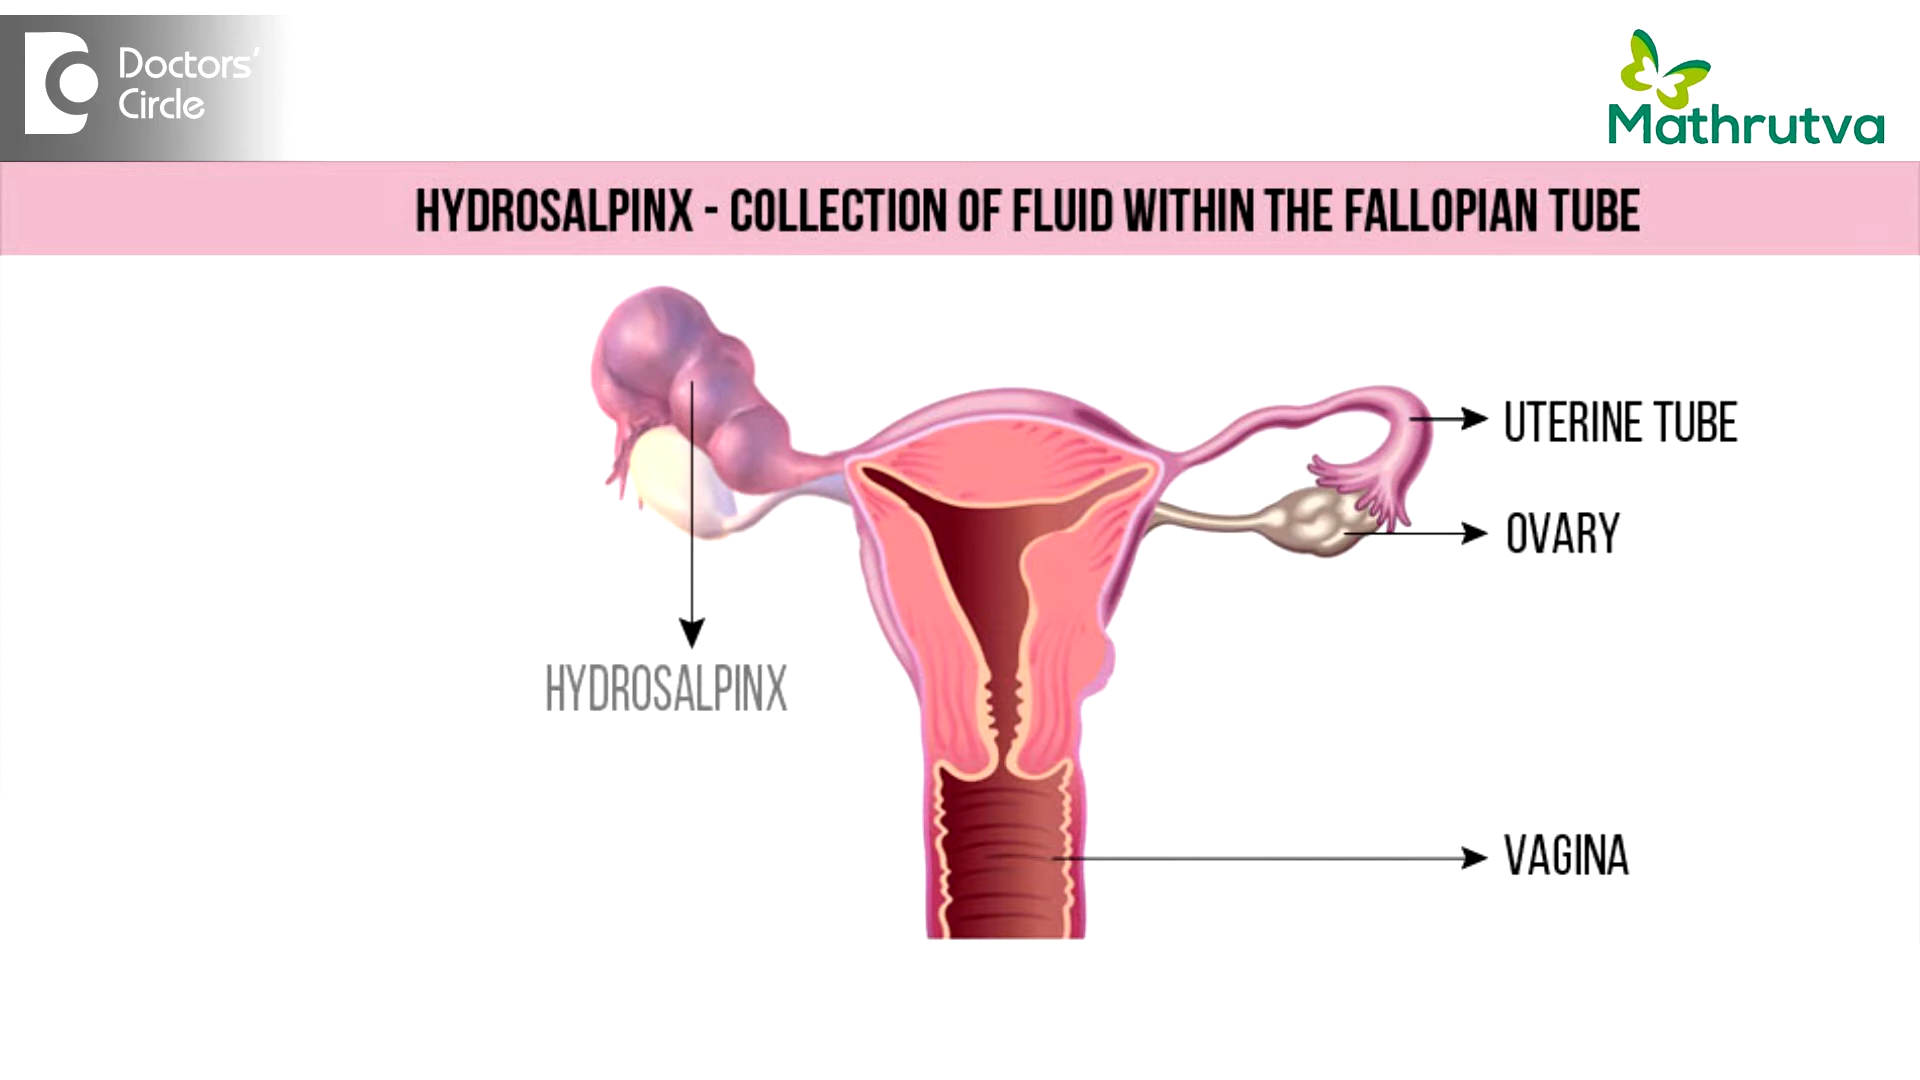 Doctors'
Circle
Mathrutva
HYDROSALPINX - COLLECTION OF FLUID WITHIN THE FALLOPIAN TUBE
UTERINE TUBE
OVARY
HYDROSALPINX
VAGINA